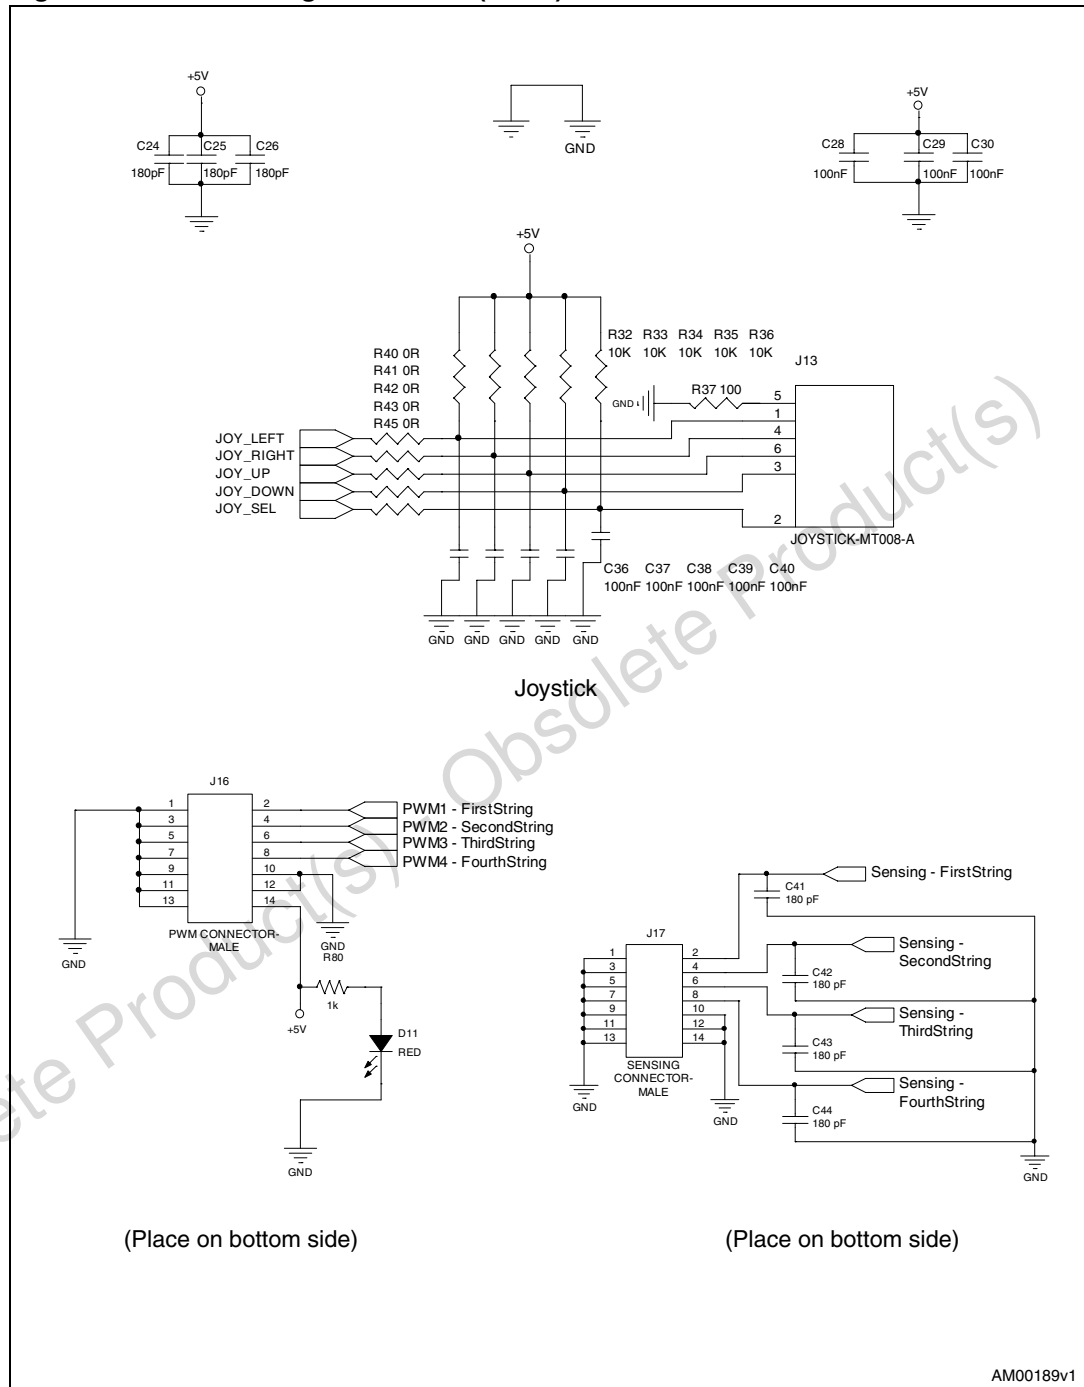 +5V
C24 C25 C26
180pF 180pF 180pF
GND
+5V
C28 C29 C30
100nF 100nF 100nF
+5V
R32 R33 R34 R35 R36
10K 10K 10K 10K 10K
R40 0R
R41 0R
R42 0R
R43 0R
R45 0R
J13
GND
R37 100
5
1
4
6
3
2
JOYSTICK-MT008-A
JOY_LEFT
JOY_RIGHT
JOY_UP
JOY_DOWN
JOY_SEL
C36 C37 C38 C39 C40
100nF 100nF 100nF 100nF 100nF
GND GND GND GND GND
Joystick
J16
1 2
3 4
5 6
7 8
9 10
11 12
13 14
PWM1 - FirstString
PWM2 - SecondString
PWM3 - ThirdString
PWM4 - FourthString
PWM CONNECTOR-
MALE
GND
GND
R80
1k
+5V
D11
RED
GND
J17
1 2
3 4
5 6
7 8
9 10
11 12
13 14
SENSING
CONNECTOR-
MALE
GND
GND
Sensing - FirstString
C41
180 pF
Sensing -
SecondString
C42
180 pF
Sensing -
ThirdString
C43
180 pF
Sensing -
FourthString
C44
180 pF
GND
(Place on bottom side)
(Place on bottom side)
AM00189v1
ete Product(s) - Obsolete Product(s)